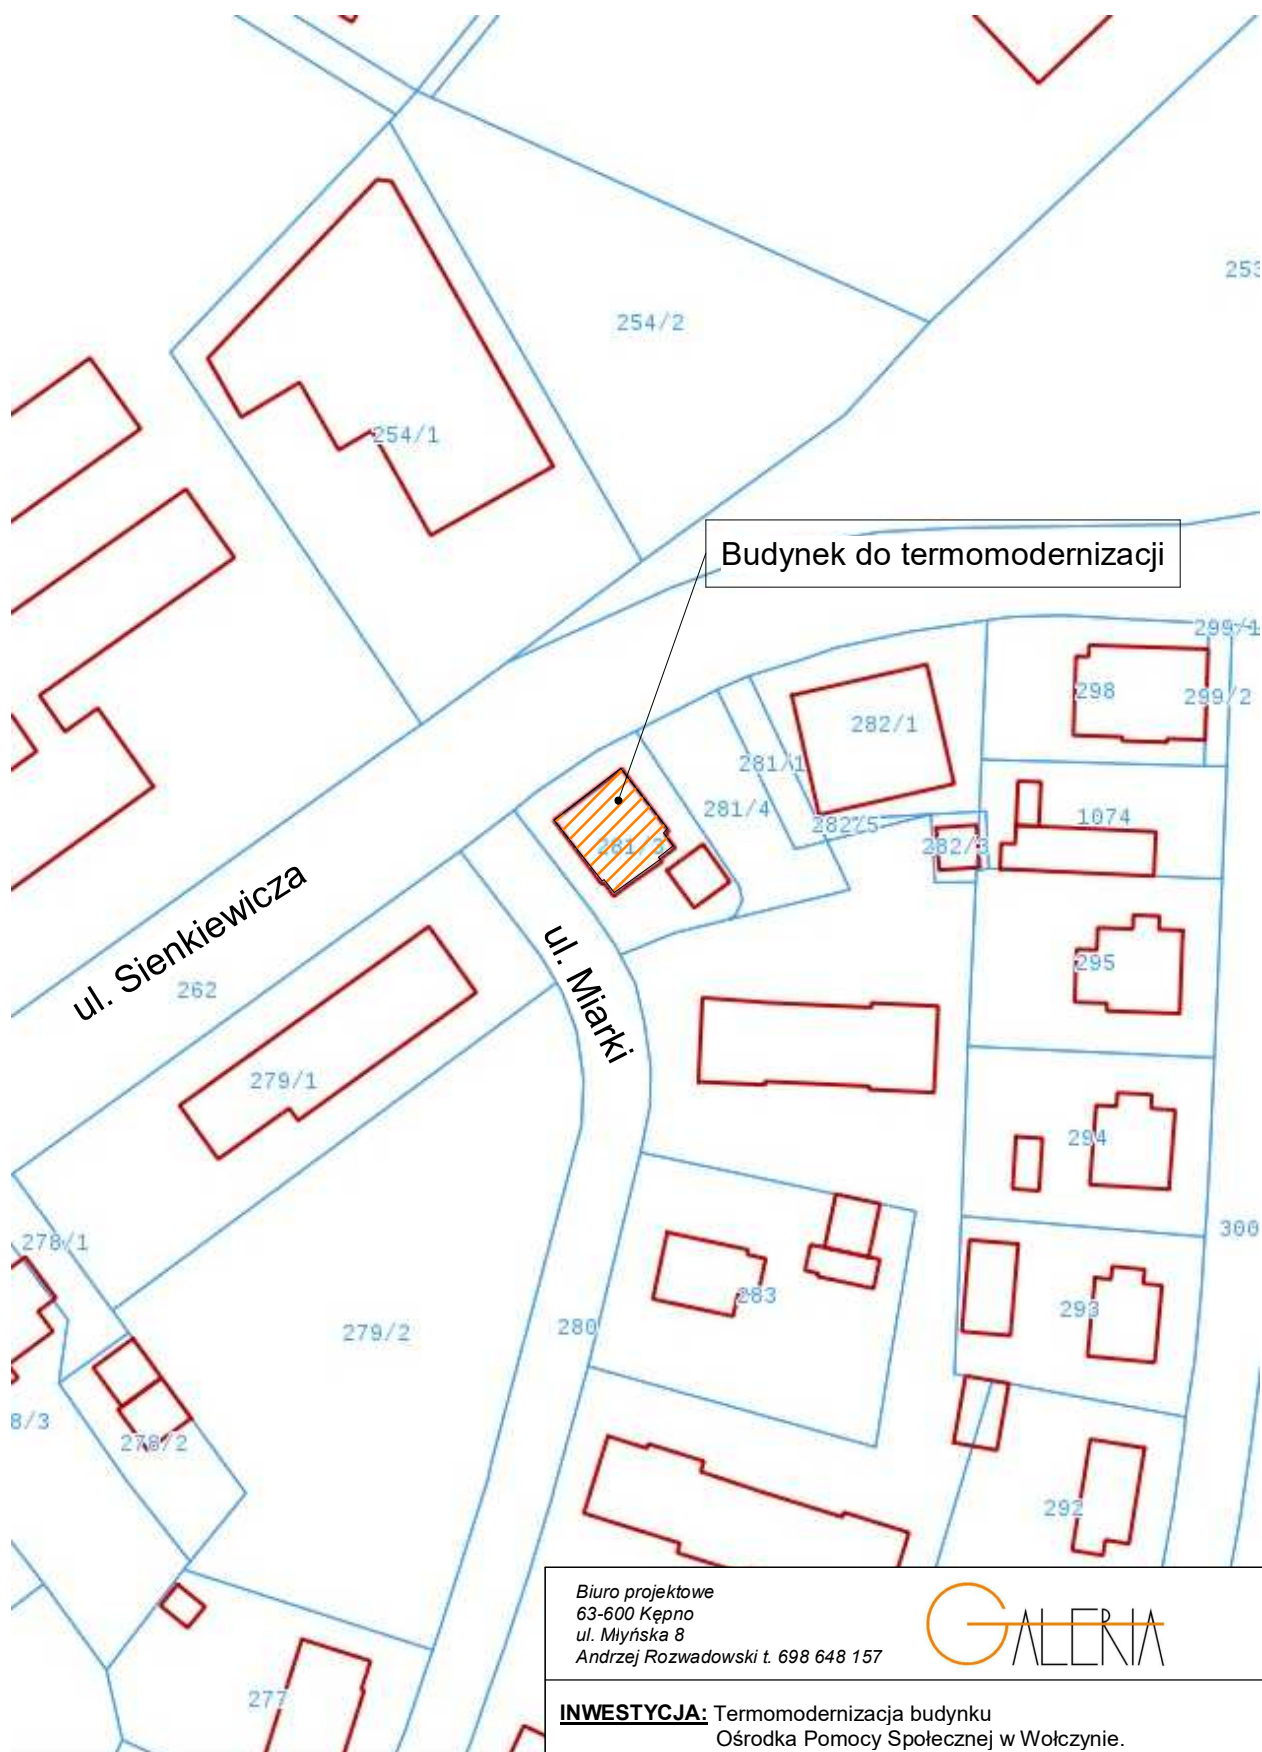 253
254/2
254/1
Budynek do termomodernizacji
299/1
298
299/2
282/1
281/1
281/4
1074
282/5
281/3
282/3
ul. Sienkiewicza
ul. Miarki
295
262
279/1
294
278/1
300
283
293
279/2
280
8/3
278/2
292
277
Biuro projektowe
63-600 Kępno
ul. Młyńska 8
Andrzej Rozwadowski t. 698 648 157
GALERIA
INWESTYCJA: Termomodernizacja budynku
Ośrodka Pomocy Społecznej w Wołczynie.